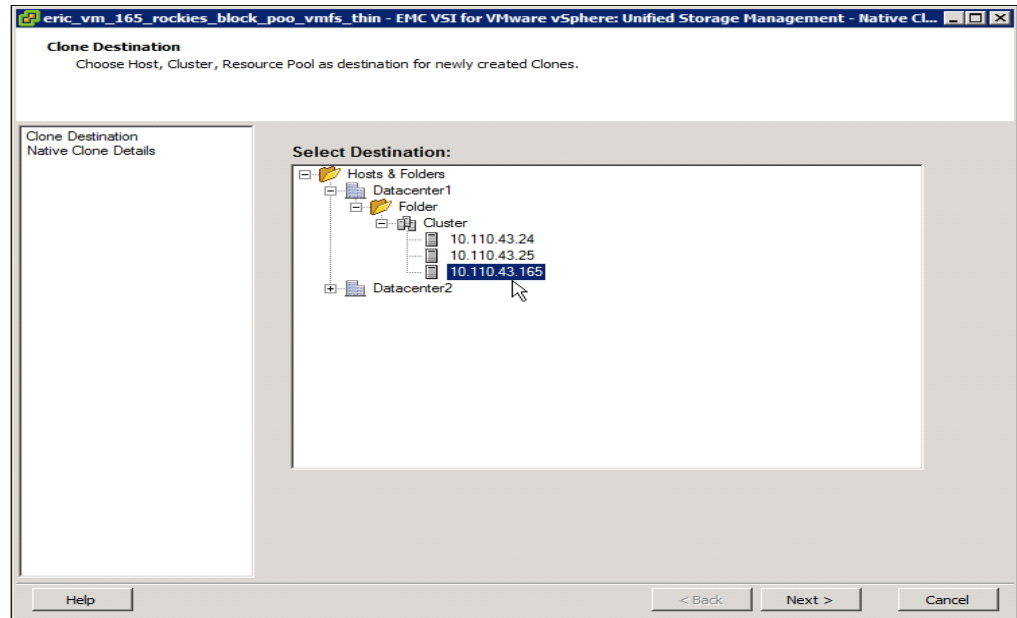 eric_vm_165_rockies_block_poo_vmfs_thin - EMC VSI for VMware vSphere: Unified Storage Management - Native Cl...
Clone Destination
Choose Host, Cluster, Resource Pool as destination for newly created Clones.
Clone Destination
Native Clone Details
Select Destination:
Hosts & Folders
Datacenter1
Folder
Cluster
10.110.43.24
10.110.43.25
10.110.43.165
Datacenter2
Help
< Back
Next >
Cancel